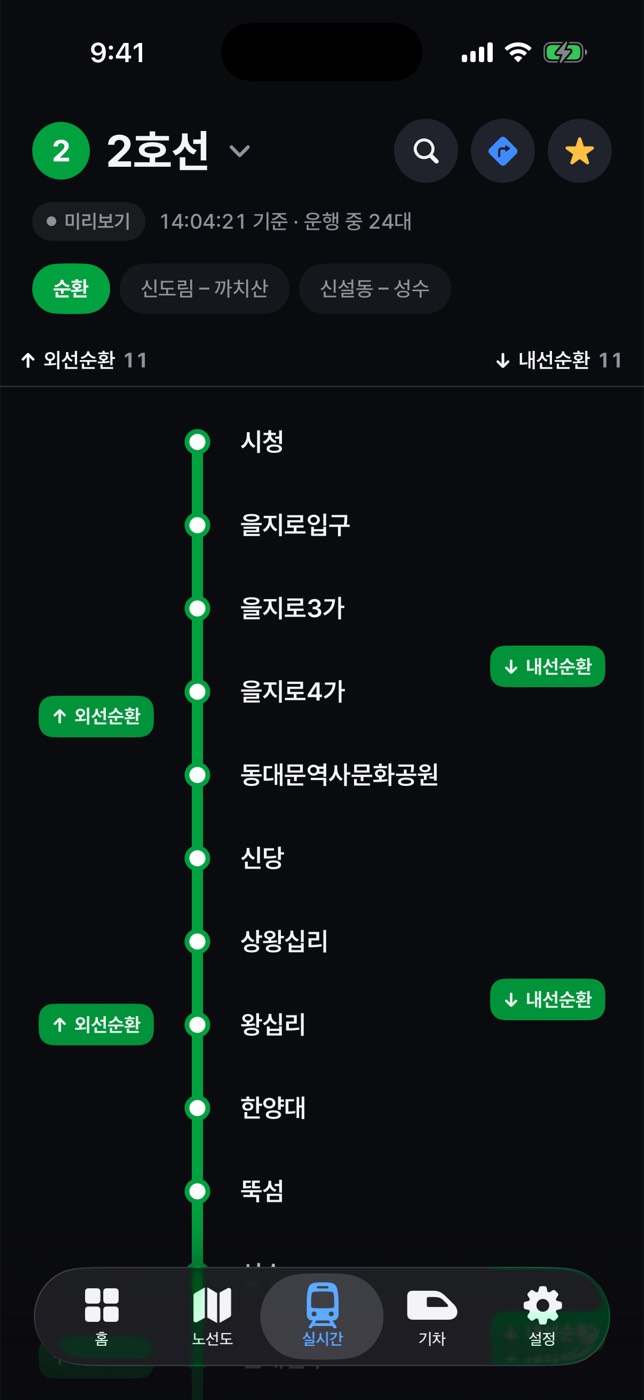 9:41
2 2호선
미리보기 14:04:21 기준 · 운행 중 24대
순환 신도림 – 까치산 신설동 – 성수
↑ 외선순환 11 ↓ 내선순환 11
시청
을지로입구
을지로3가
↓ 내선순환
을지로4가
↑ 외선순환
동대문역사문화공원
신당
상왕십리
↓ 내선순환
↑ 외선순환 왕십리
한양대
뚝섬
홈 노선도 실시간 기차 설정